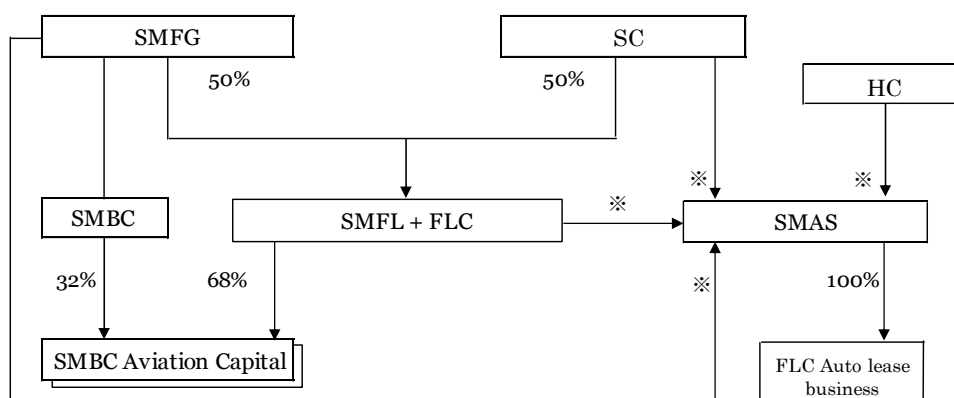 SMFG
SC
50%
50%
HC
※
※
SMBC
SMFL + FLC
※
SMAS
32%
68%
※
100%
SMBC Aviation Capital
FLC Auto lease
business